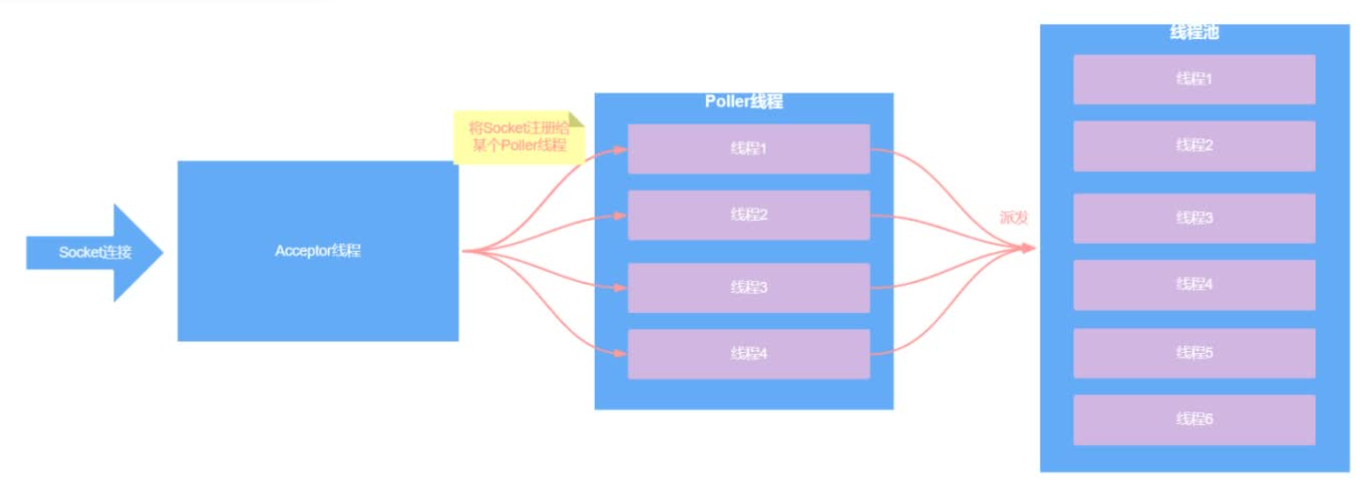 Socket连接
Acceptor线程
将Socket注册给
某个Poller线程
Poller线程
线程1
线程2
线程3
线程4
派发
线程池
线程1
线程2
线程3
线程4
线程5
线程6